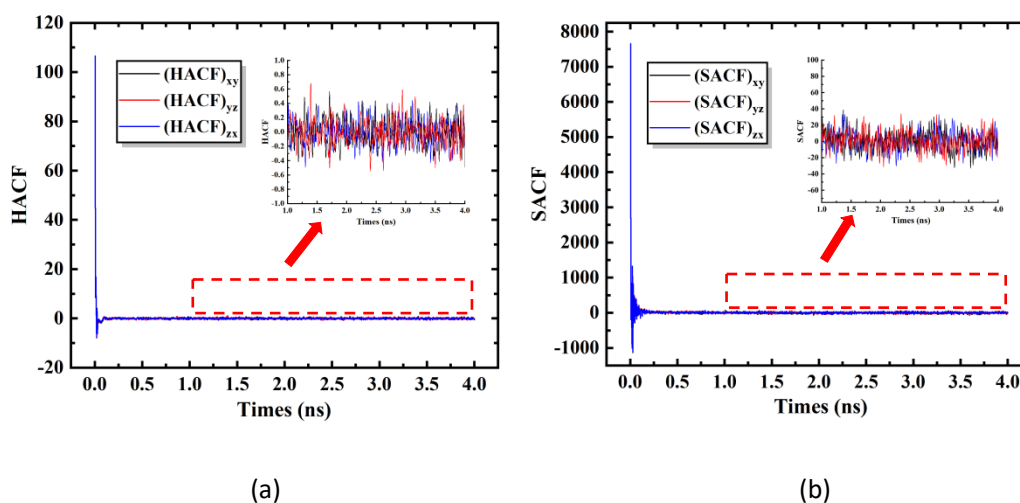 120
100
80
60
40
20
0
-20
HACF
(HACF)xy
(HACF)yz
(HACF)zx
1.0
0.8
0.6
0.4
0.2
0.0
-0.2
-0.4
-0.6
-0.8
-1.0
HACF
1.0 1.5 2.0 2.5 3.0 3.5 4.0
Times (ns)
0.0 0.5 1.0 1.5 2.0 2.5 3.0 3.5 4.0
Times (ns)
(a)
8000
7000
6000
5000
4000
3000
2000
1000
0
-1000
SACF
(SACF)xy
(SACF)yz
(SACF)zx
100
80
60
40
20
0
-20
-40
-60
SACF
1.0 1.5 2.0 2.5 3.0 3.5 4.0
Times (ns)
0.0 0.5 1.0 1.5 2.0 2.5 3.0 3.5 4.0
Times (ns)
(b)